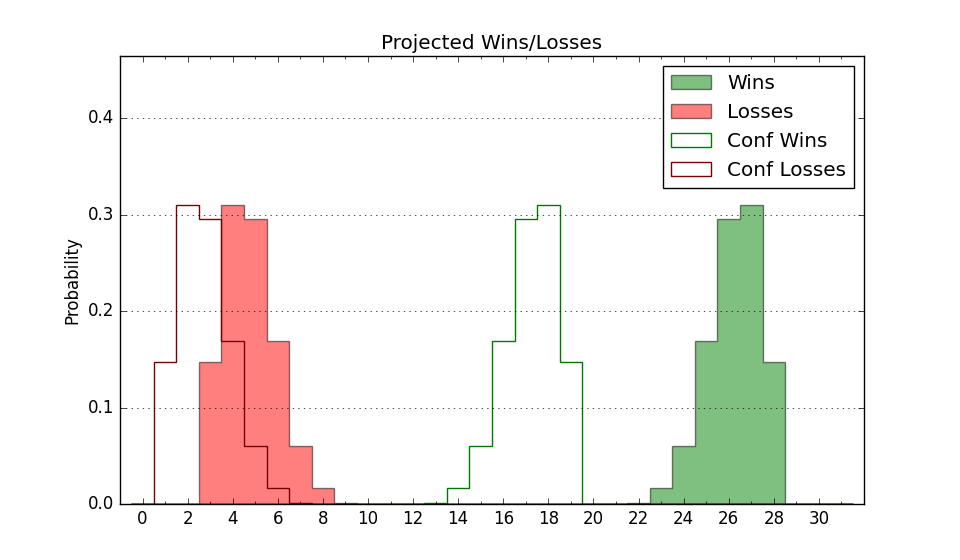 Projected Wins/Losses
Wins
Losses
Conf Wins
Conf Losses
Probability
0.4
0.3
0.2
0.1
0.0
0 2 4 6 8 10 12 14 16 18 20 22 24 26 28 30